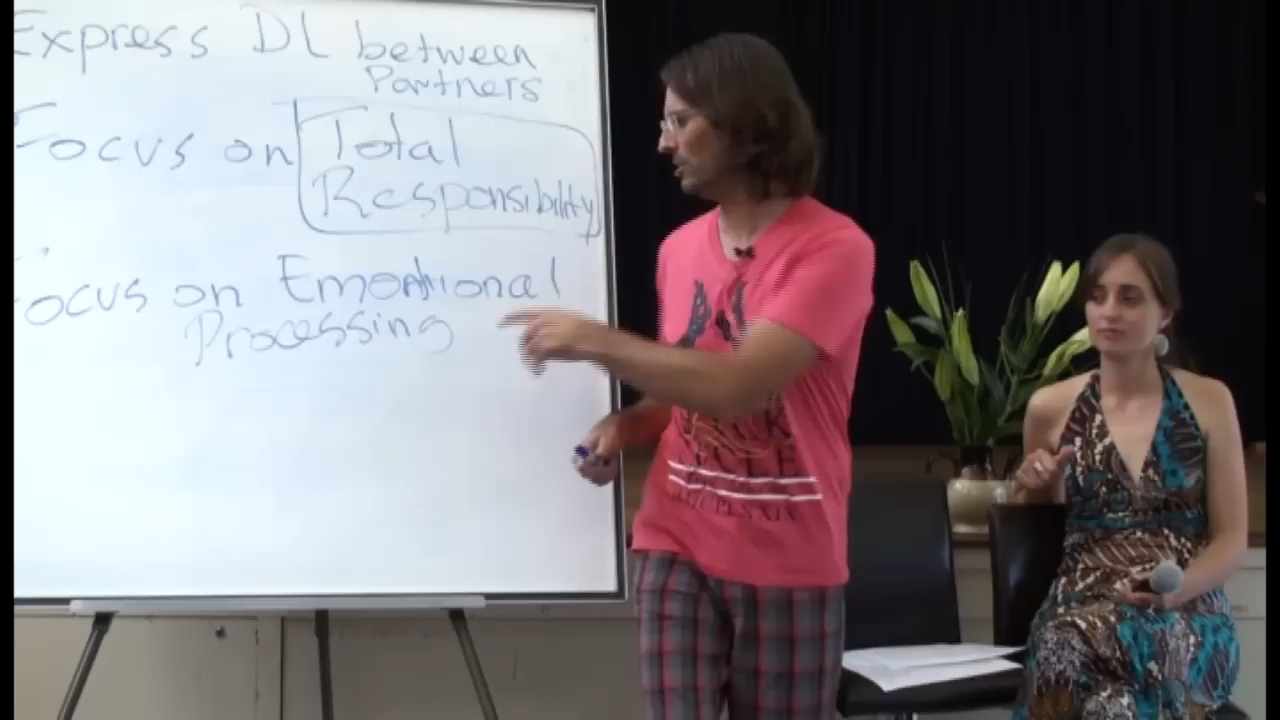 Express DL between
Partners
Focus on Total
Responsibility
Focus on Emotional
Processing